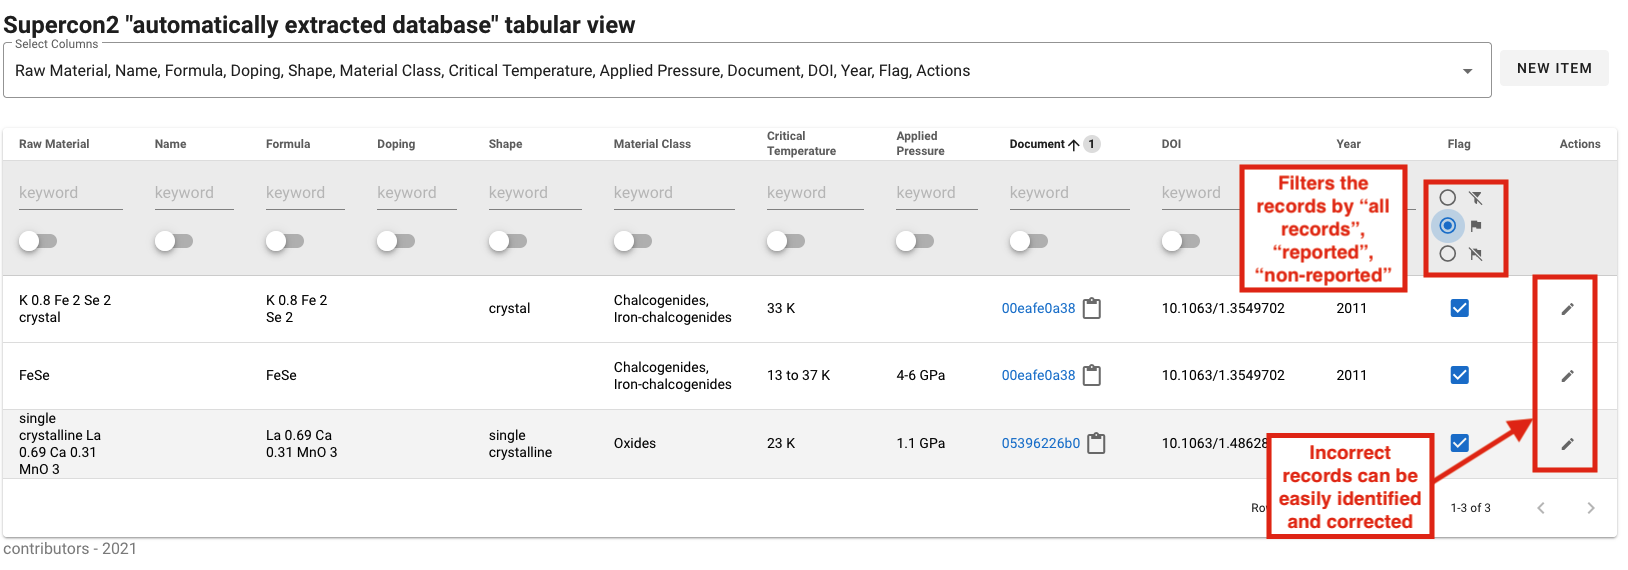 Supercon2 "automatically extracted database" tabular view
Select Columns
Raw Material, Name, Formula, Doping, Shape, Material Class, Critical Temperature, Applied Pressure, Document, DOI, Year, Flag, Actions
NEW ITEM
Raw Material
Name
Formula
Doping
Shape
Material Class
Critical
Temperature
Applied
Pressure
Document
1
DOI
Year
Flag
Actions
keyword
keyword
keyword
keyword
keyword
keyword
keyword
keyword
keyword
keyword
Filters the
records by “all
records”,
“reported”,
“non-reported”
K 0.8 Fe 2 Se 2
crystal
K 0.8 Fe 2
Se 2
crystal
Chalcogenides,
Iron-chalcogenides
33 K
00eafe0a38
10.1063/1.3549702
2011
FeSe
FeSe
Chalcogenides,
Iron-chalcogenides
13 to 37 K
4-6 GPa
00eafe0a38
10.1063/1.3549702
2011
single
crystalline La
0.69 Ca 0.31
MnO 3
La 0.69 Ca
0.31 MnO 3
single
crystalline
Oxides
23 K
1.1 GPa
05396226b0
10.1063/1.48628
Incorrect
records can be
easily identified
and corrected
1-3 of 3
contributors - 2021